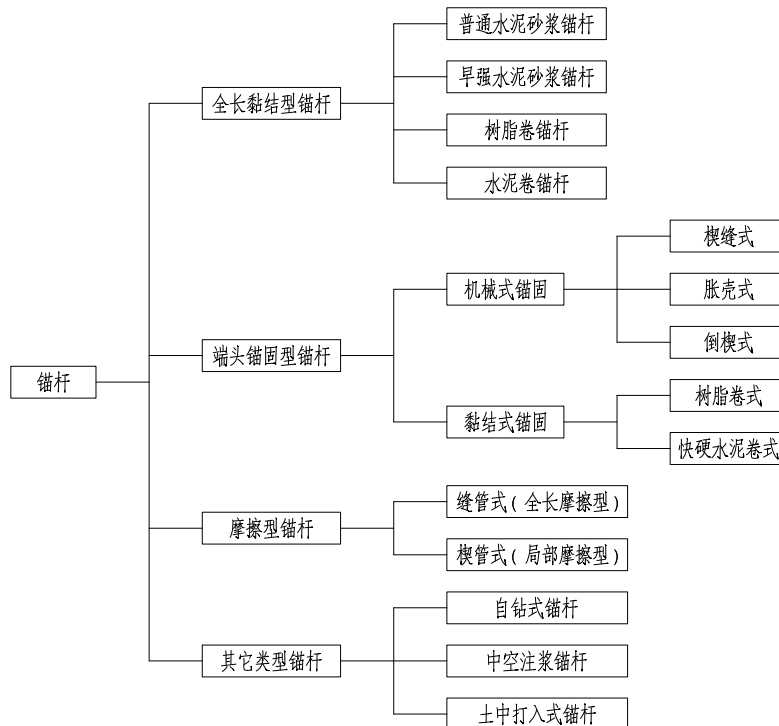 普通水泥砂浆锚杆
早强水泥砂浆锚杆
全长黏结型锚杆
树脂卷锚杆
水泥卷锚杆
楔缝式
机械式锚固
胀壳式
倒楔式
端头锚固型锚杆
锚杆
树脂卷式
黏结式锚固
快硬水泥卷式
缝管式(全长摩擦型)
摩擦型锚杆
楔管式(局部摩擦型)
自钻式锚杆
其它类型锚杆
中空注浆锚杆
土中打入式锚杆